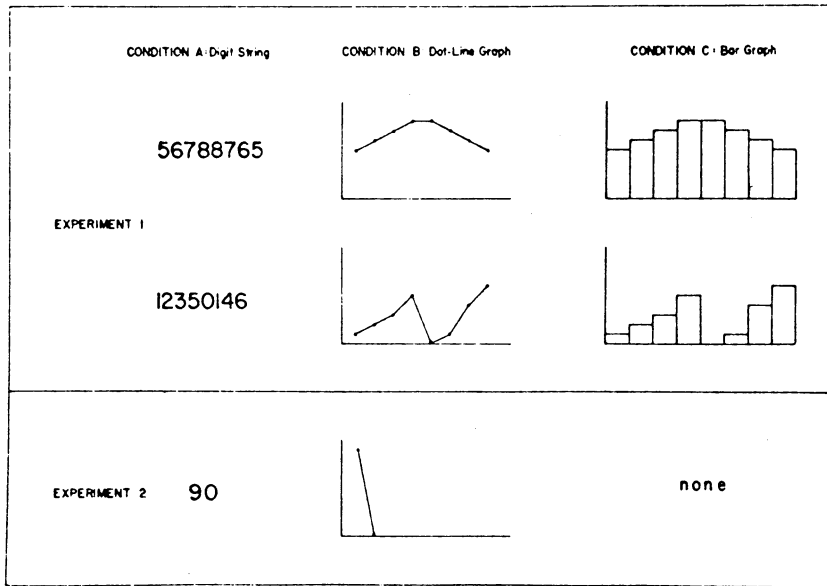 CONDITION A: Digit String
CONDITION B Dot-Line Graph
CONDITION C: Bar Graph
56788765
EXPERIMENT 1
12350146
EXPERIMENT 2
90
none